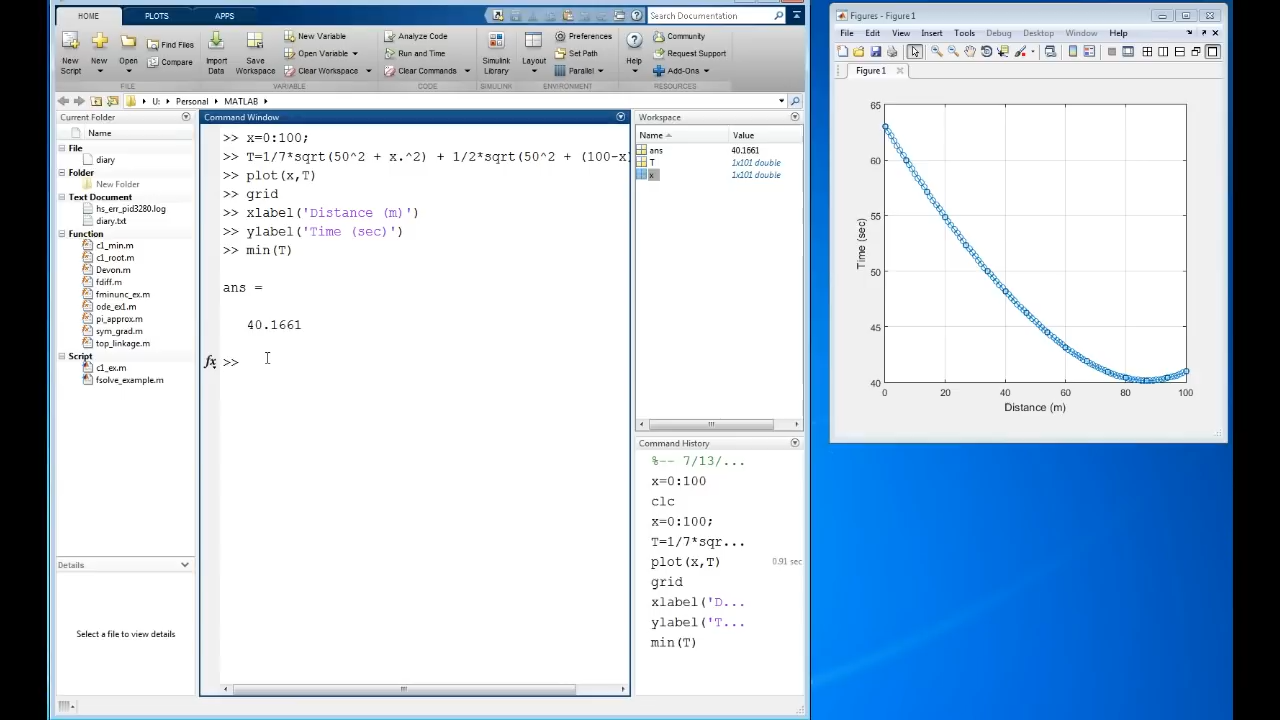 HOME PLOTS APPS
Search Documentation
New Script
New
Open
Find Files
Compare
Import Data
Save Workspace
New Variable
Open Variable
Clear Workspace
Analyze Code
Run and Time
Clear Commands
Simulink Library
Layout
Preferences
Set Path
Parallel
Help
Community
Request Support
Add-Ons
FILE VARIABLE CODE SIMULINK ENVIRONMENT RESOURCES
U: Personal MATLAB
Current Folder
Name
File
diary
Folder
New Folder
Text Document
hs_err_pid3280.log
diary.txt
Function
c1_min.m
c1_root.m
Devon.m
fdiff.m
fminunc_ex.m
ode_ex1.m
pi_approx.m
sym_grad.m
top_linkage.m
Script
c1_ex.m
fsolve_example.m
Details
Select a file to view details
Command Window
>> x=0:100;
>> T=1/7*sqrt(50^2 + x.^2) + 1/2*sqrt(50^2 + (100-x)
>> plot(x,T)
>> grid
>> xlabel('Distance (m)')
>> ylabel('Time (sec)')
>> min(T)
ans =
40.1661
fx >>
Workspace
Name Value
ans 40.1661
T 1x101 double
x 1x101 double
Command History
%-- 7/13/...
x=0:100
clc
x=0:100;
T=1/7*sqr...
plot(x,T) 0.91 sec
grid
xlabel('D...
ylabel('T...
min(T)
Figures - Figure 1
File Edit View Insert Tools Debug Desktop Window Help
Figure 1
65
60
55
50
45
40
Time (sec)
0 20 40 60 80 100
Distance (m)